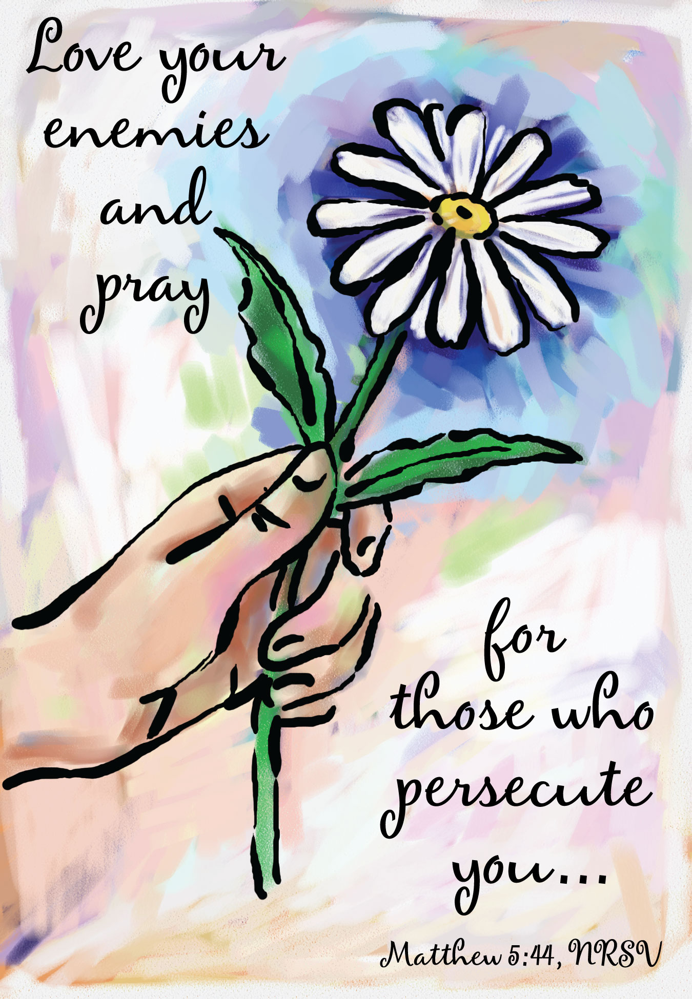 Love your
enemies
and
pray
for
those who
persecute
you...
Matthew 5:44, NRSV